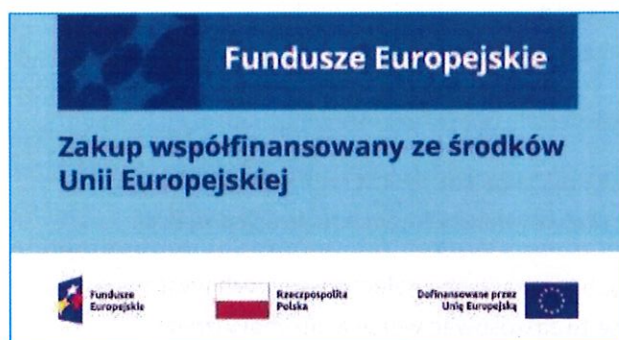 Fundusze Europejskie
Zakup współfinansowany ze środków
Unii Europejskiej
Fundusze
Europejskie
Rzeczpospolita
Polska
Dofinansowane przez
Unię Europejską